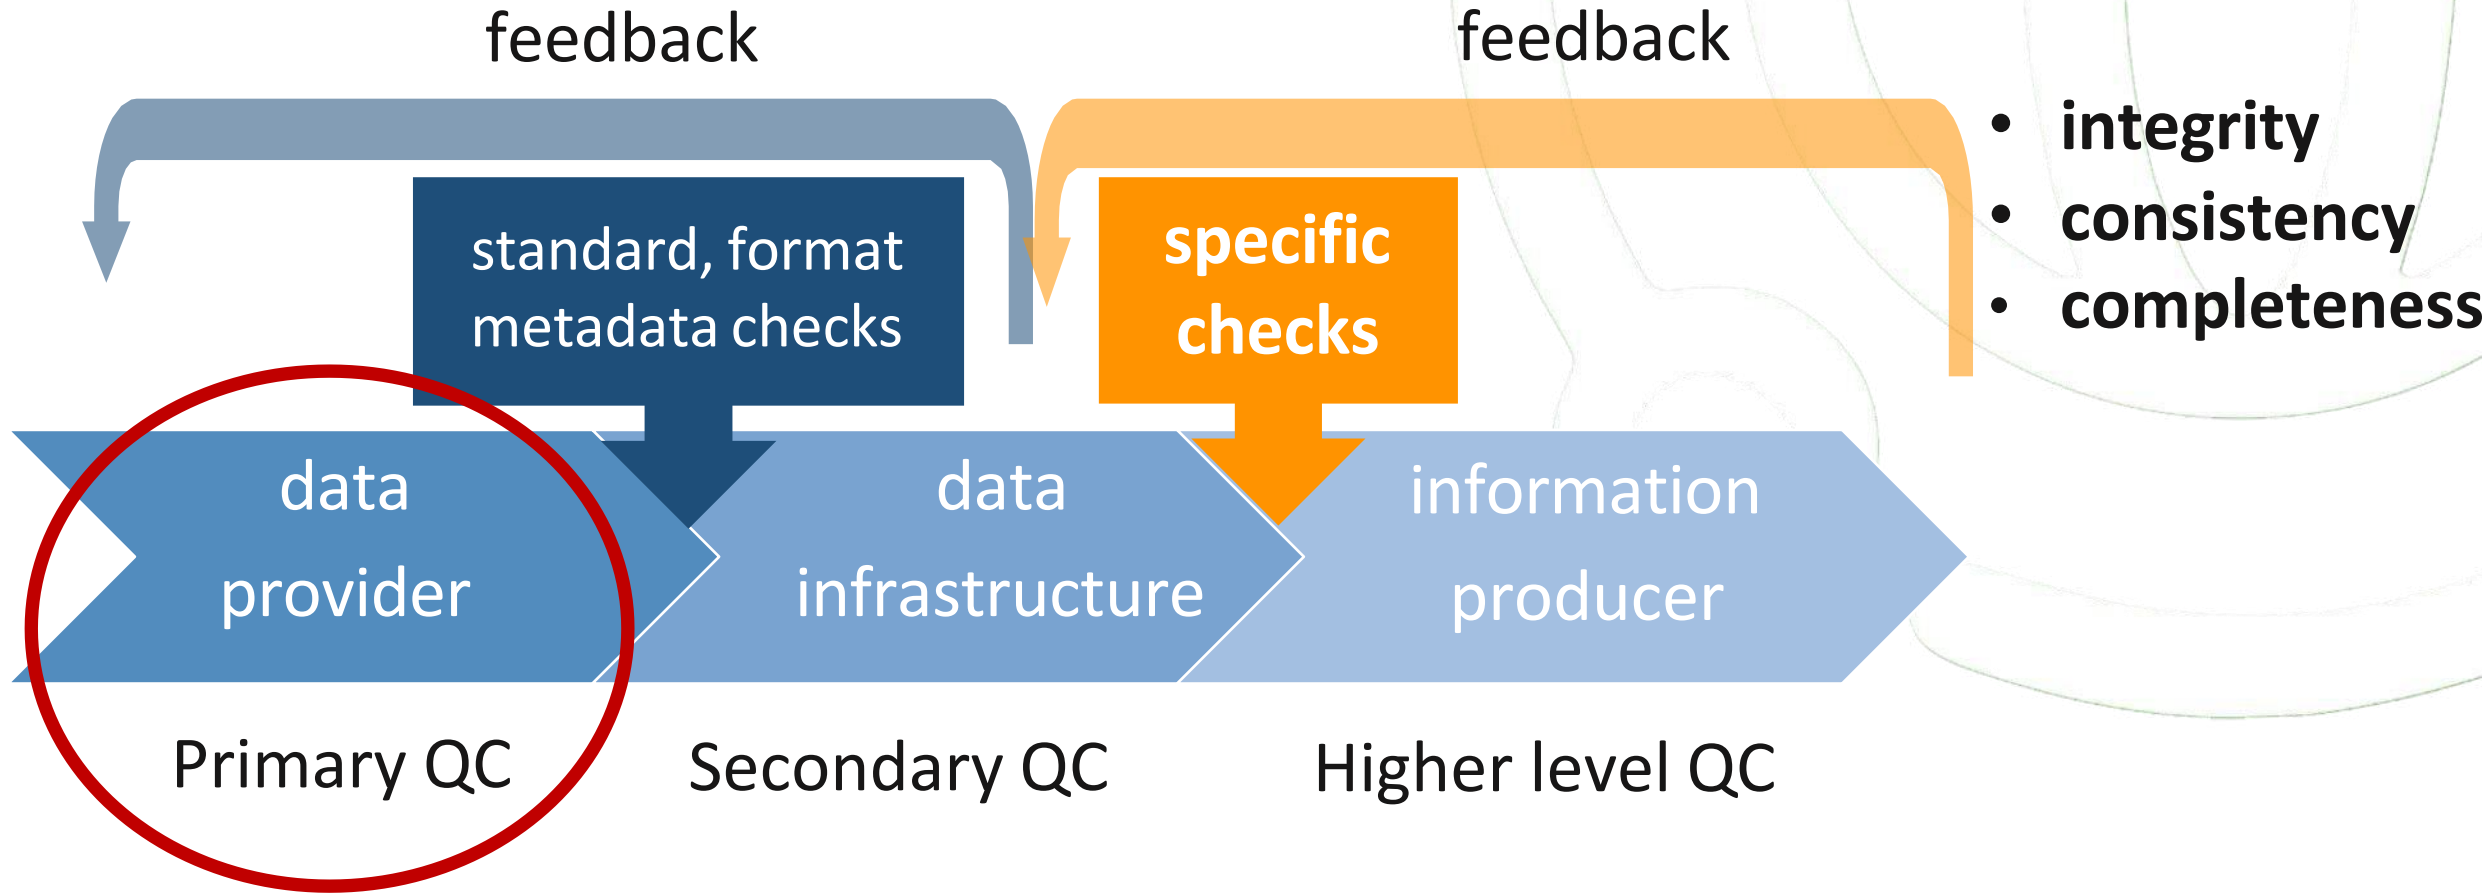 feedback
feedback
• integrity
• consistency
• completeness
standard, format
metadata checks
specific
checks
data
provider
data
infrastructure
information
producer
Primary QC
Secondary QC
Higher level QC